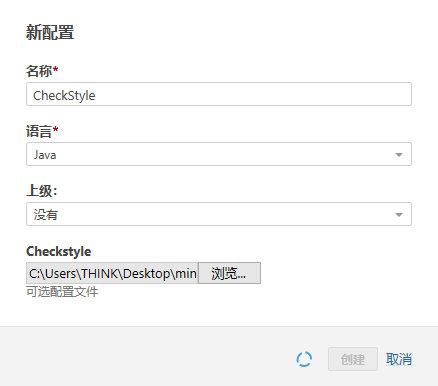 新配置
名称*
CheckStyle
语言*
Java
上级：
没有
Checkstyle
C:\Users\THINK\Desktop\min
浏览...
可选配置文件
创建
取消